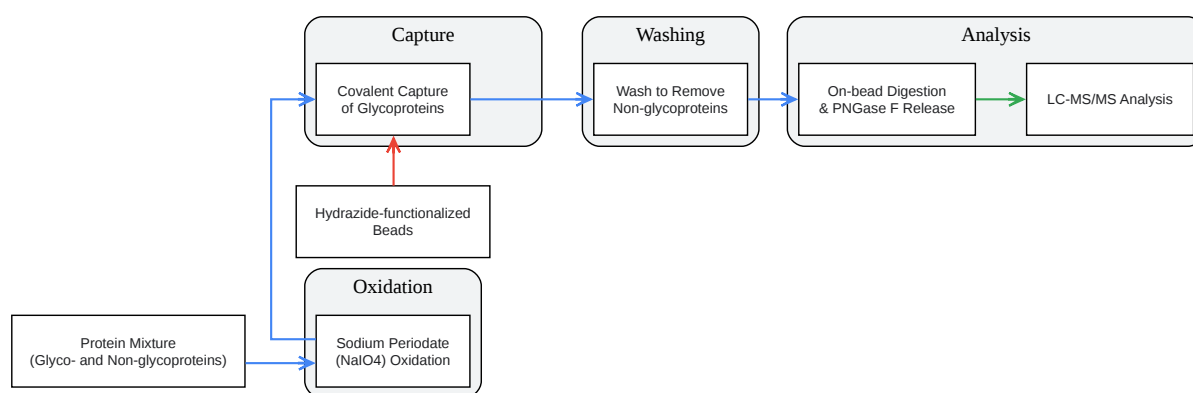 Capture
Washing
Analysis
Covalent Capture
of Glycoproteins
Wash to Remove
Non-glycoproteins
On-bead Digestion
& PNGase F Release
LC-MS/MS Analysis
Hydrazide-functionalized
Beads
Oxidation
Protein Mixture
(Glyco- and Non-glycoproteins)
Sodium Periodate
(NaIO4) Oxidation